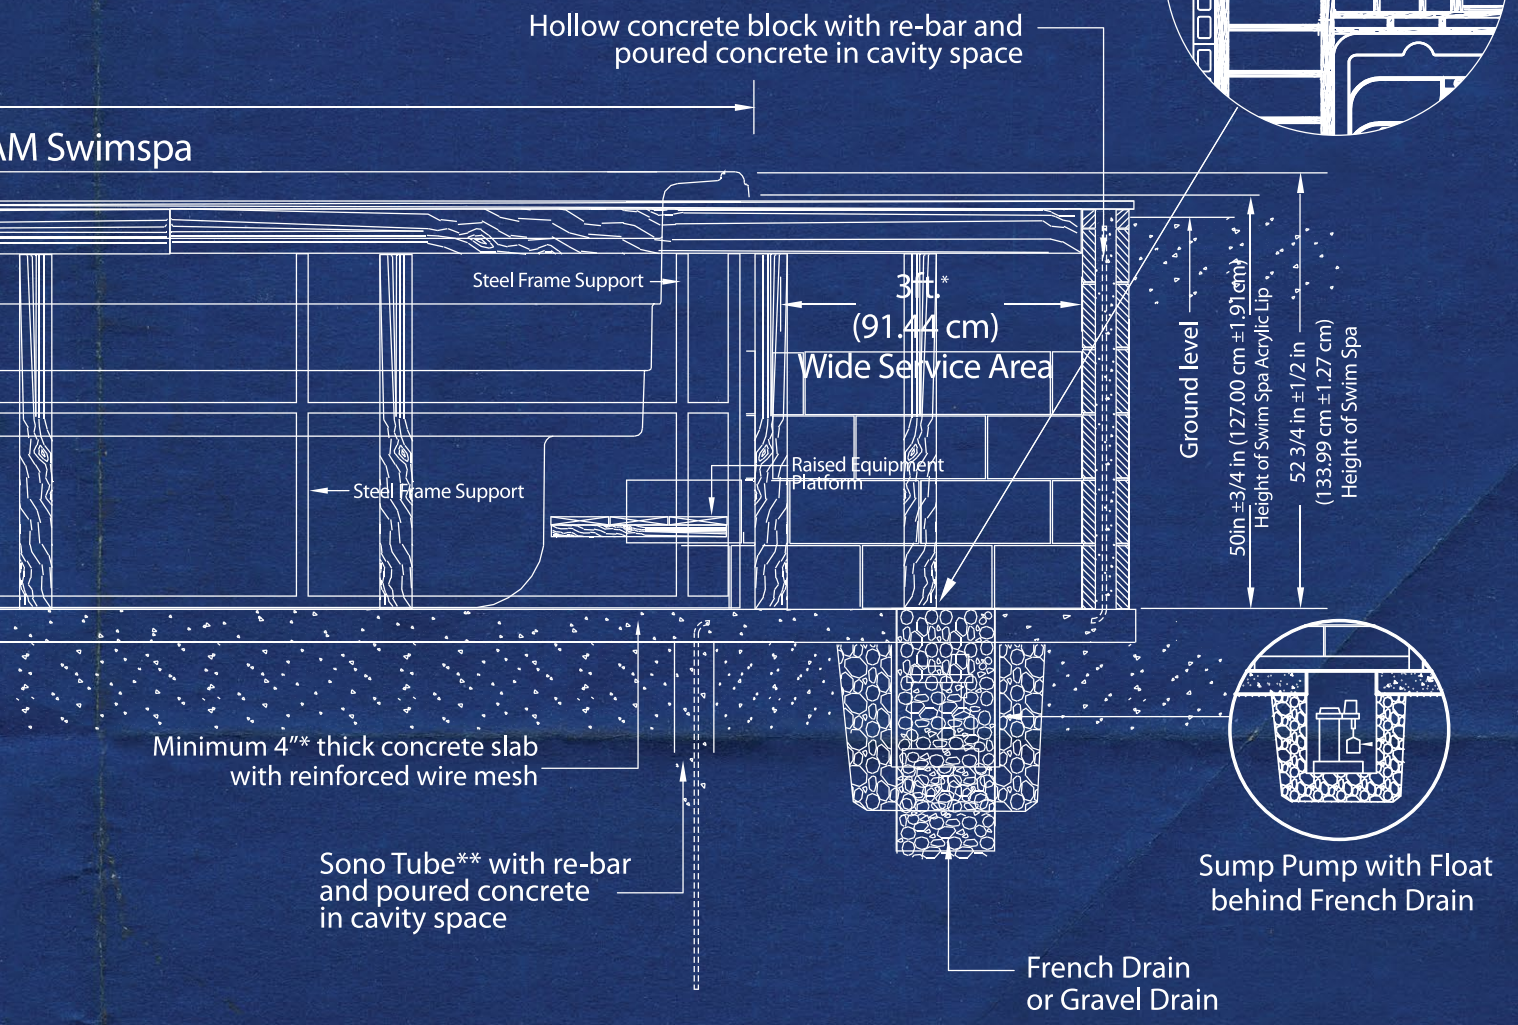 Hollow concrete block with re-bar and
poured concrete in cavity space
AM Swimspa
Steel Frame Support
3ft.*
(91.44 cm)
Wide Service Area
Raised Equipment
Platform
Steel Frame Support
Ground level
50in ±3/4 in (127.00 cm ±1.91cm)
Height of Swim Spa Acrylic Lip
52 3/4 in ±1/2 in
(133.99 cm ±1.27 cm)
Height of Swim Spa
Minimum 4"* thick concrete slab
with reinforced wire mesh
Sono Tube** with re-bar
and poured concrete
in cavity space
Sump Pump with Float
behind French Drain
French Drain
or Gravel Drain